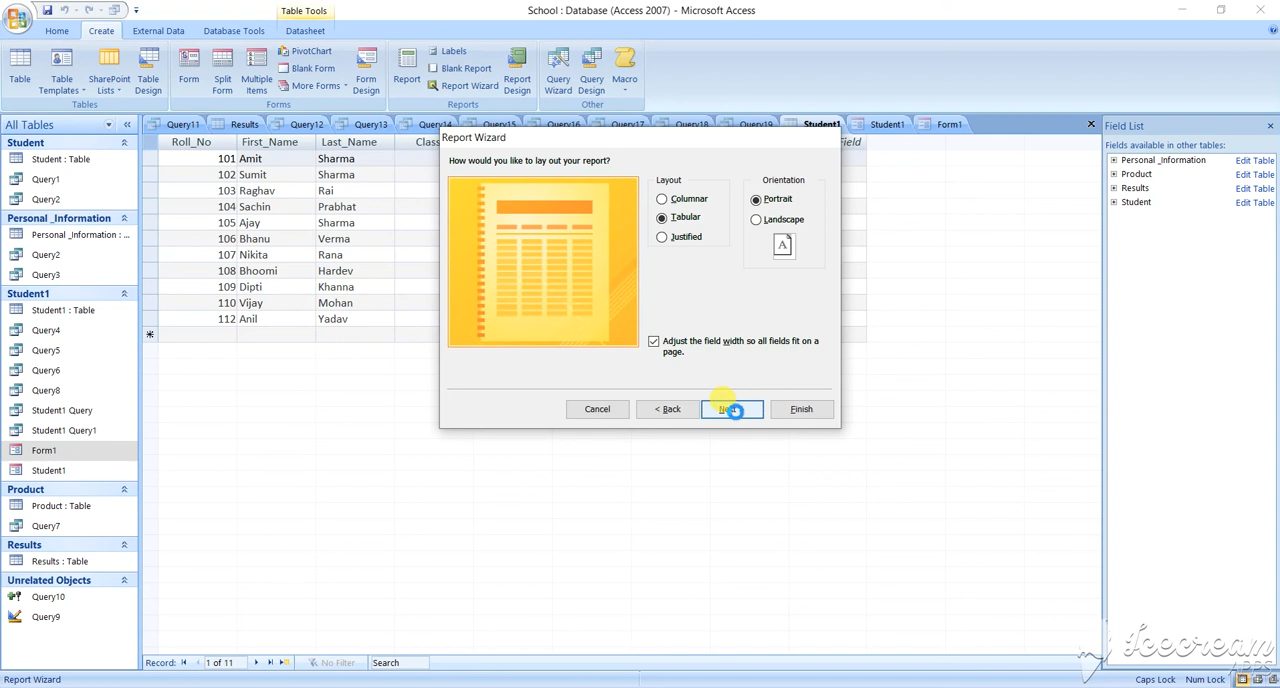 School : Database (Access 2007) - Microsoft Access
Table Tools
Home Create External Data Database Tools Datasheet
Table
Table Templates
SharePoint Lists
Table Design
Tables
Form
Split Form
Multiple Items
PivotChart
Blank Form
More Forms
Form Design
Forms
Report
Labels
Blank Report
Report Wizard
Report Design
Reports
Query Wizard
Query Design
Macro
Other
All Tables
Student
Student : Table
Query1
Query2
Personal _Information
Personal _Information : ...
Query2
Query3
Student1
Student1 : Table
Query4
Query5
Query6
Query8
Student1 Query
Student1 Query1
Form1
Student1
Product
Product : Table
Query7
Results
Results : Table
Unrelated Objects
Query10
Query9
Query11 Results Query12 Query13 Query14 Query15 Query16 Query17 Query18 Query19 Student1 Student1 Form1
Roll_No First_Name Last_Name Class
101 Amit Sharma
102 Sumit Sharma
103 Raghav Rai
104 Sachin Prabhat
105 Ajay Sharma
106 Bhanu Verma
107 Nikita Rana
108 Bhoomi Hardev
109 Dipti Khanna
110 Vijay Mohan
112 Anil Yadav
Report Wizard
How would you like to lay out your report?
Layout
Columnar
Tabular
Justified
Orientation
Portrait
Landscape
A
Adjust the field width so all fields fit on a
page.
Cancel < Back Next Finish
Field List
Fields available in other tables:
Personal _Information Edit Table
Product Edit Table
Results Edit Table
Student Edit Table
Record: 1 of 11 No Filter Search
Report Wizard
Caps Lock Num Lock
Icecream
APPS